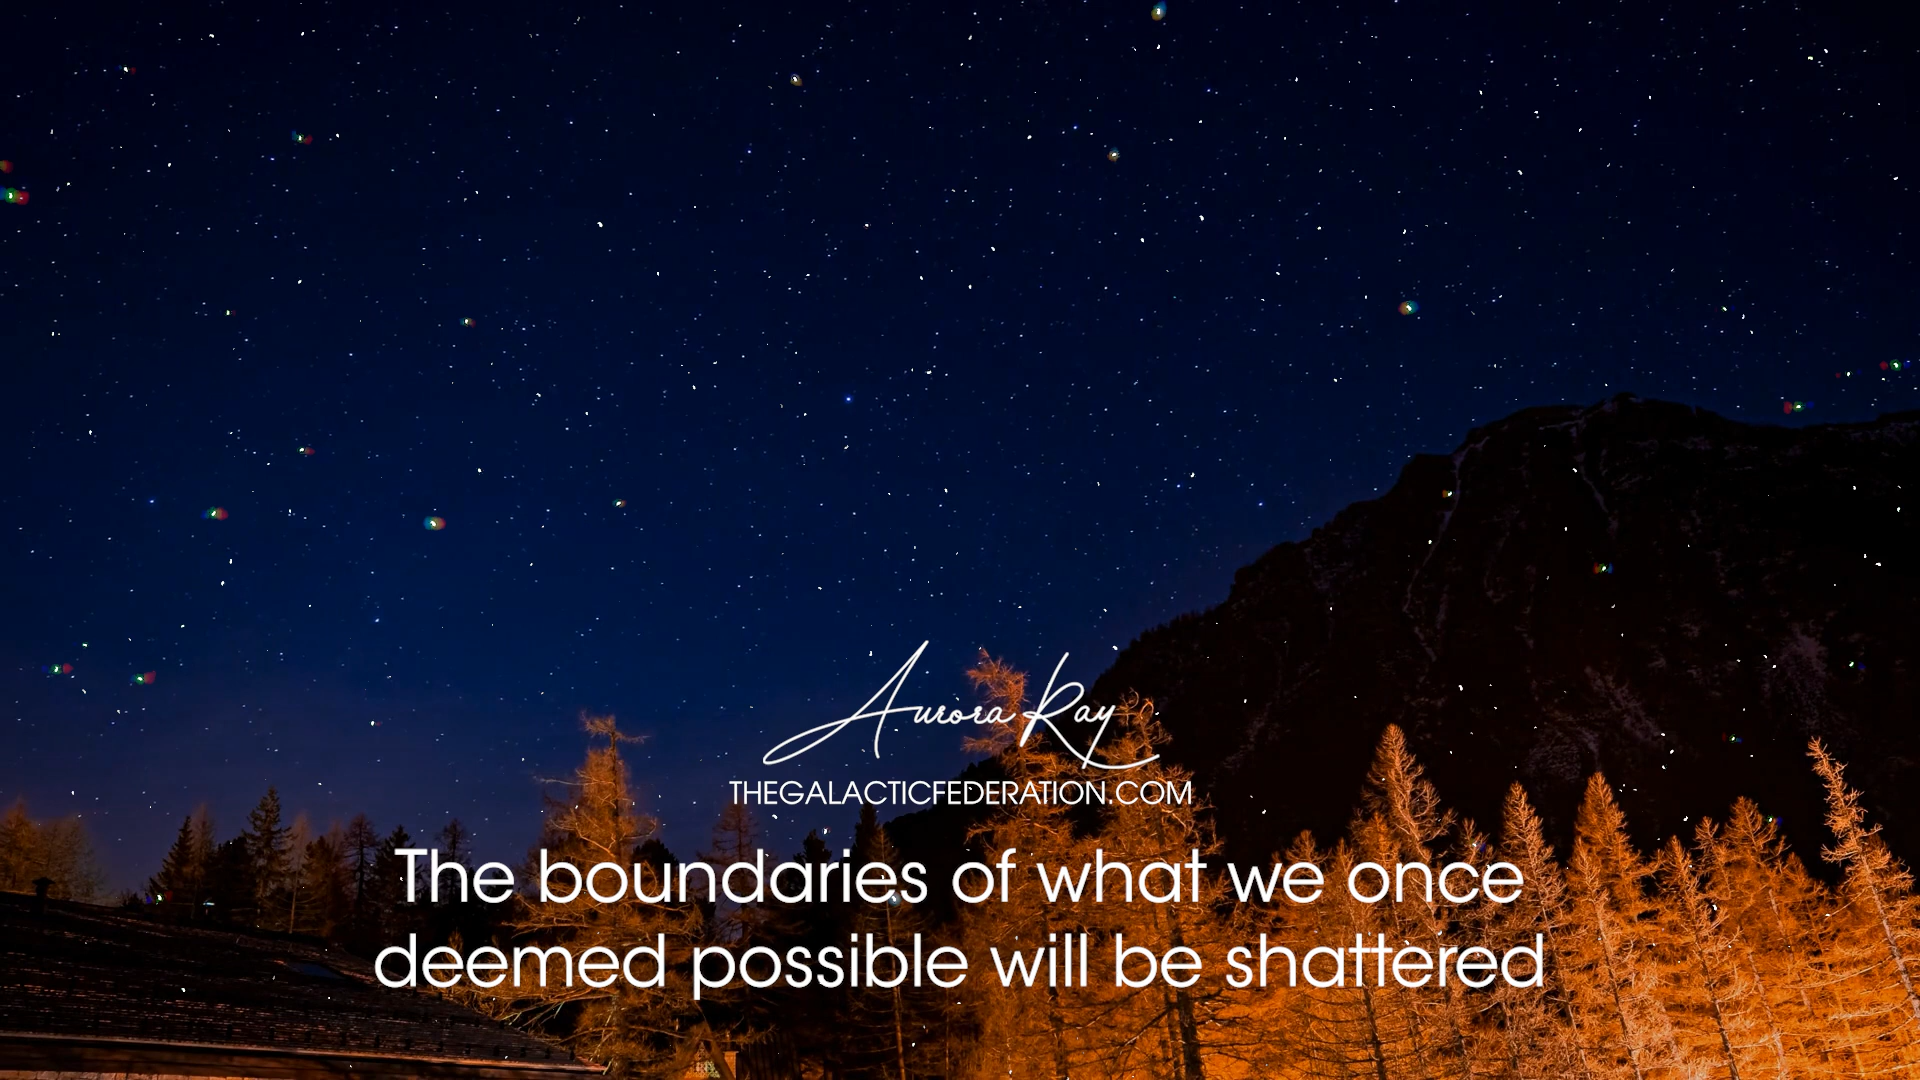 Aurora Ray
THEGALACTICFEDERATION.COM
The boundaries of what we once
deemed possible will be shattered